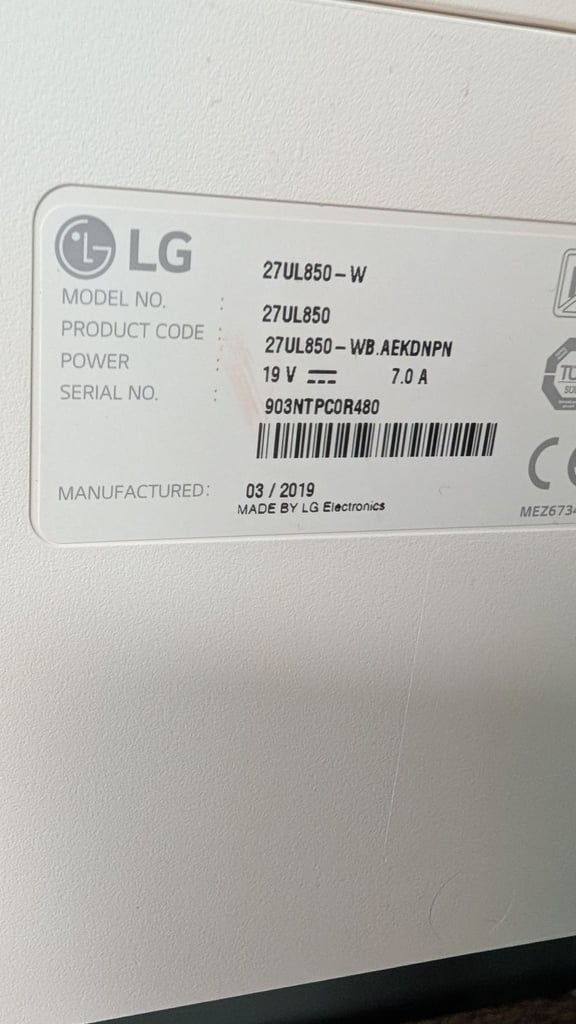 LG
27UL850-W
MODEL NO. : 27UL850
PRODUCT CODE : 27UL850-WB.AEKDNPN
POWER : 19 V 7.0 A
SERIAL NO. : 903NTPC0R480
MANUFACTURED: 03 / 2019
MADE BY LG Electronics
CE